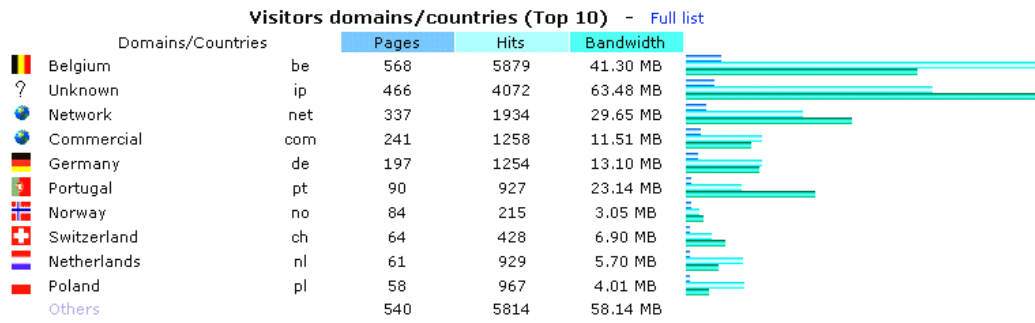 Visitors domains/countries (Top 10) - Full list
Domains/Countries Pages Hits Bandwidth
Belgium be 568 5879 41.30 MB
? Unknown ip 466 4072 63.48 MB
Network net 337 1934 29.65 MB
Commercial com 241 1258 11.51 MB
Germany de 197 1254 13.10 MB
Portugal pt 90 927 23.14 MB
Norway no 84 215 3.05 MB
Switzerland ch 64 428 6.90 MB
Netherlands nl 61 929 5.70 MB
Poland pl 58 967 4.01 MB
Others 540 5814 58.14 MB